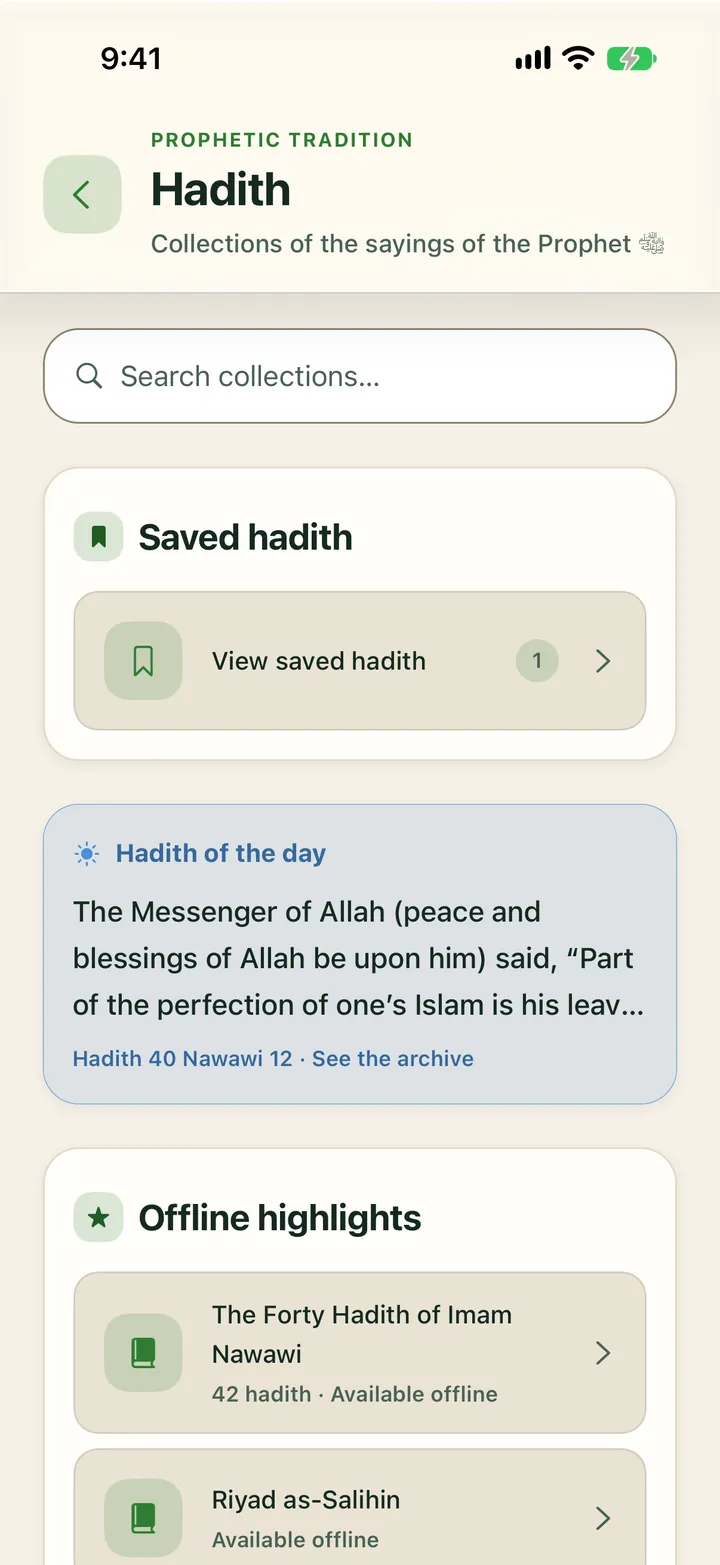 9:41
PROPHETIC TRADITION
Hadith
Collections of the sayings of the Prophet ﷺ
Search collections...
Saved hadith
View saved hadith
1
Hadith of the day
The Messenger of Allah (peace and
blessings of Allah be upon him) said, “Part
of the perfection of one’s Islam is his leav...
Hadith 40 Nawawi 12 · See the archive
Offline highlights
The Forty Hadith of Imam
Nawawi
42 hadith · Available offline
Riyad as-Salihin
Available offline